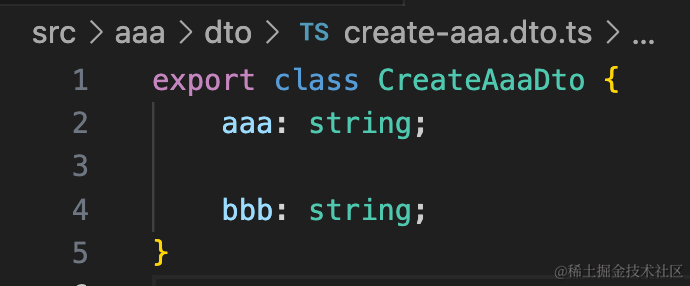 src > aaa > dto > TS create-aaa.dto.ts > ...
1 export class CreateAaaDto {
2 aaa: string;
3
4 bbb: string;
5 }
@稀土掘金技术社区